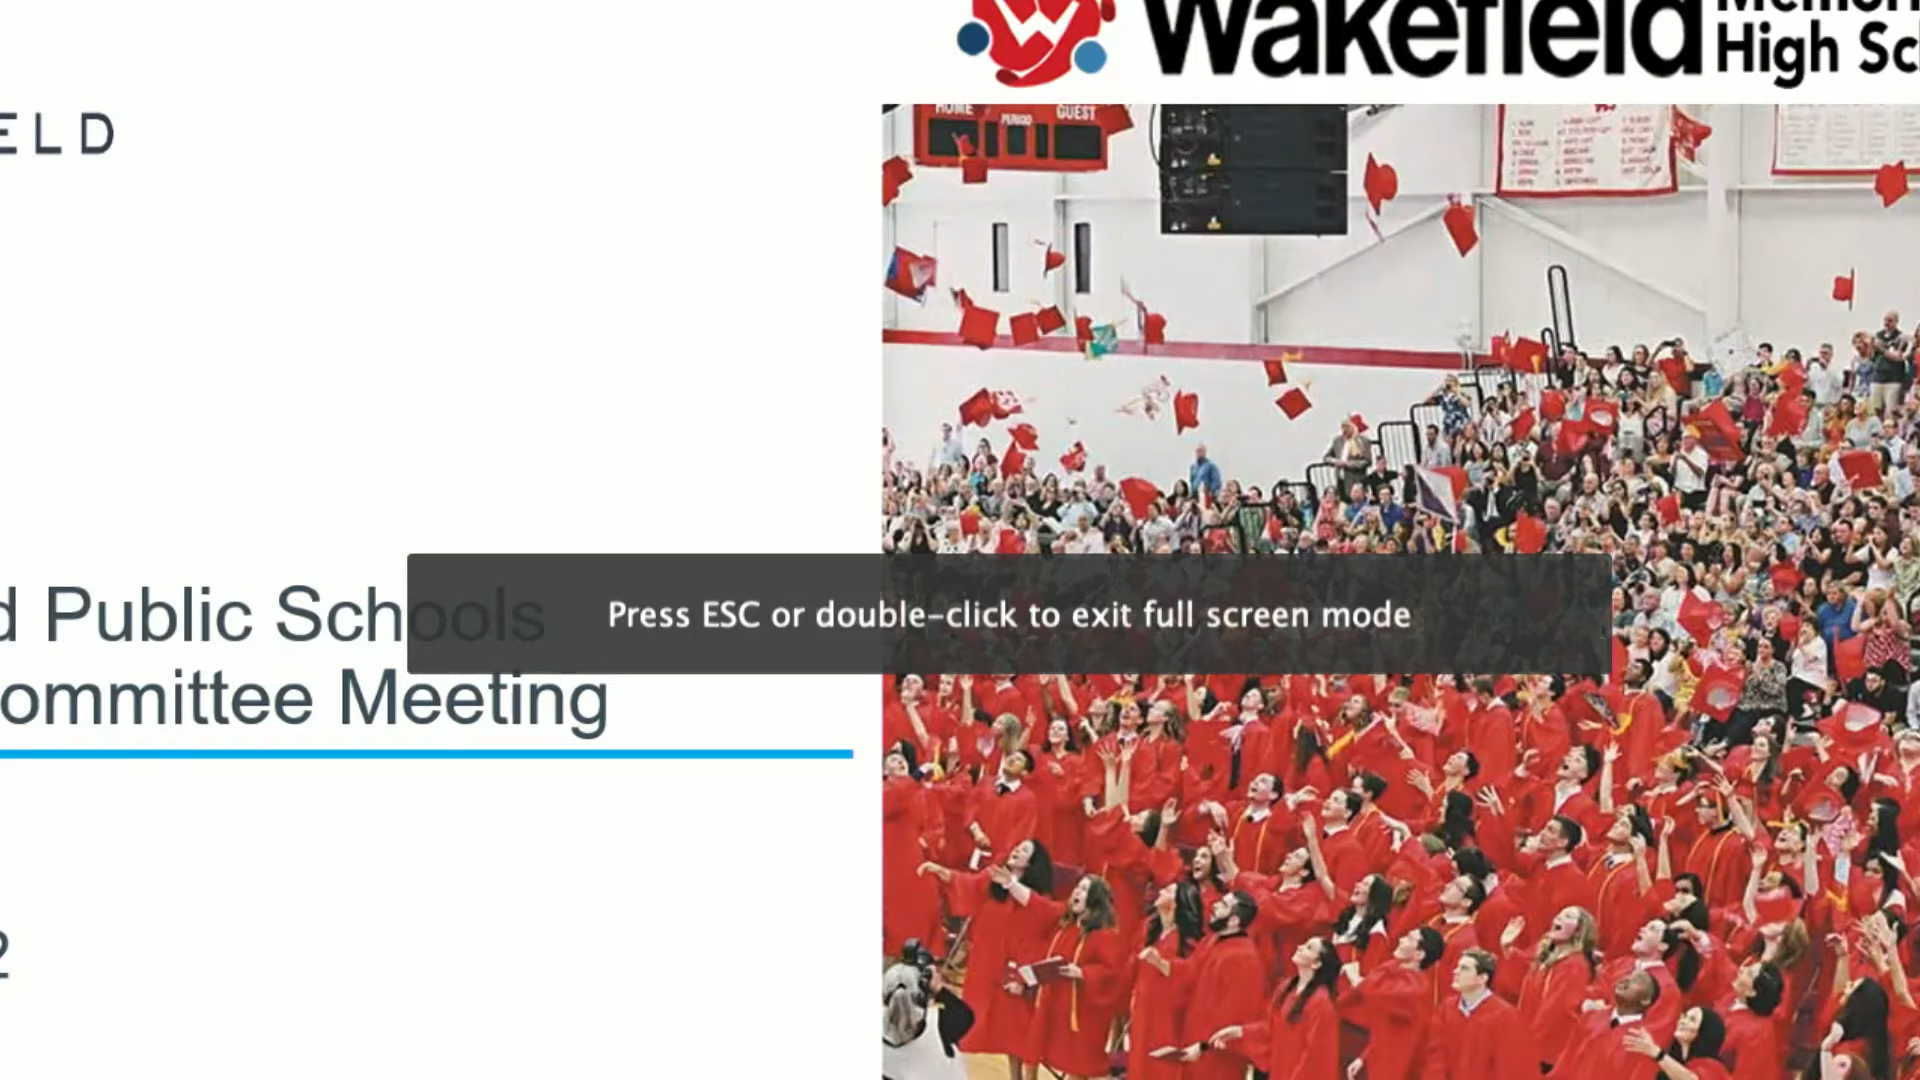 Wakefield
High Sc
ELD
HOME
PERIOD
GUEST
d Public Schools
ommittee Meeting
Press ESC or double-click to exit full screen mode
2